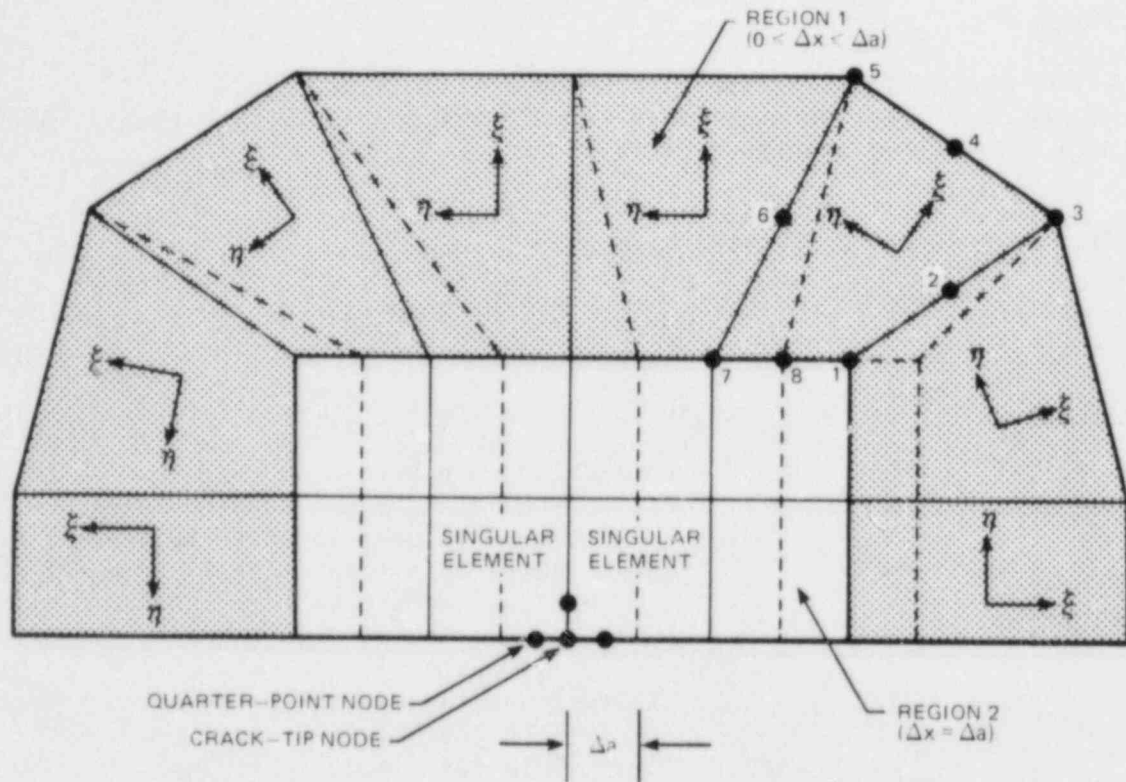 REGION 1
(0 < Δx < Δa)
5
4
ξ
ξ
ξ
ξ
3
η
η
6
η
η
2
ξ
7
8
1
η
ξ
η
ξ
η
SINGULAR
ELEMENT
SINGULAR
ELEMENT
η
ξ
η
ξ
QUARTER–POINT NODE
CRACK–TIP NODE
Δa
REGION 2
(Δx = Δa)